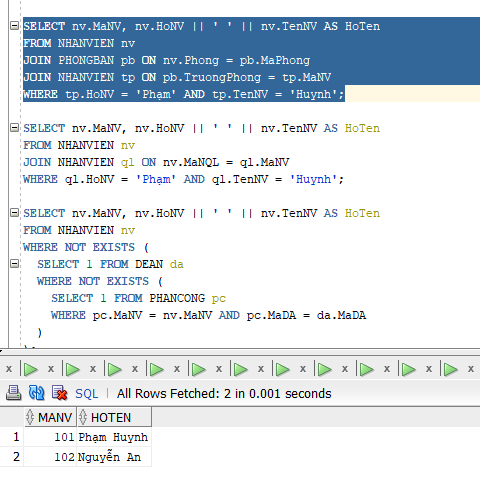 SELECT nv.MaNV, nv.HoNV || ' ' || nv.TenNV AS HoTen
FROM NHANVIEN nv
JOIN PHONGBAN pb ON nv.Phong = pb.MaPhong
JOIN NHANVIEN tp ON pb.TruongPhong = tp.MaNV
WHERE tp.HoNV = 'Phạm' AND tp.TenNV = 'Huynh';
SELECT nv.MaNV, nv.HoNV || ' ' || nv.TenNV AS HoTen
FROM NHANVIEN nv
JOIN NHANVIEN ql ON nv.MaNQL = ql.MaNV
WHERE ql.HoNV = 'Phạm' AND ql.TenNV = 'Huynh';
SELECT nv.MaNV, nv.HoNV || ' ' || nv.TenNV AS HoTen
FROM NHANVIEN nv
WHERE NOT EXISTS (
SELECT 1 FROM DEAN da
WHERE NOT EXISTS (
SELECT 1 FROM PHANCONG pc
WHERE pc.MaNV = nv.MaNV AND pc.MaDA = da.MaDA
)
SQL | All Rows Fetched: 2 in 0.001 seconds
MANV HOTEN
1 101 Phạm Huynh
2 102 Nguyễn An